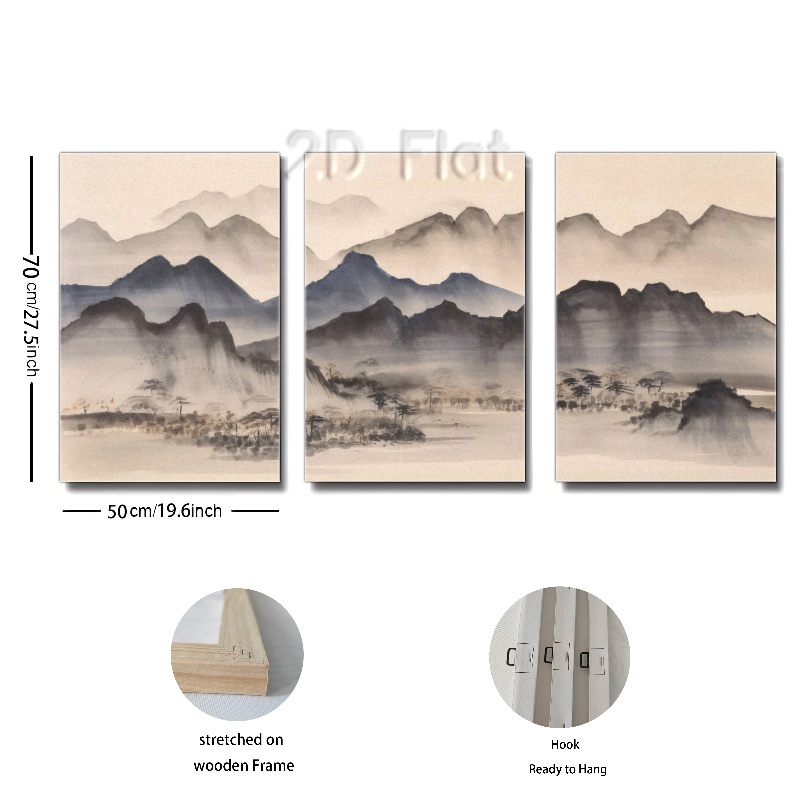 2D Flat
70 cm/27.5inch
50cm/19.6inch
stretched on
wooden Frame
Hook
Ready to Hang